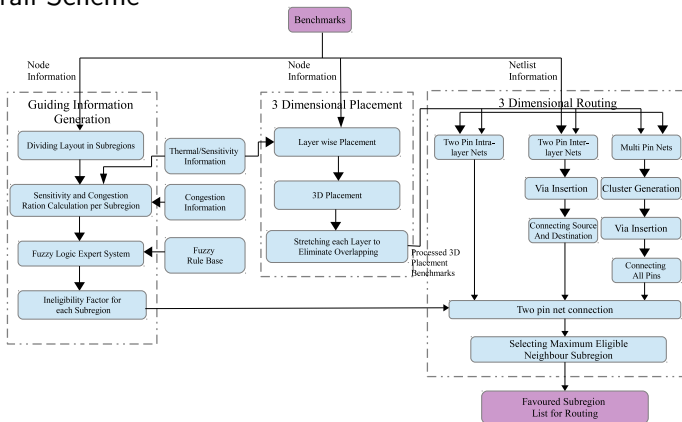 Benchmarks
Node
Information
Node
Information
Netlist
Information
Guiding Information
Generation
3 Dimensional Placement
3 Dimensional Routing
Dividing Layout in Subregions
Thermal/Sensitivity
Information
Layer wise Placement
Two Pin Intra-
layer Nets
Two Pin Inter-
layer Nets
Multi Pin Nets
Sensitivity and Congestion
Ration Calculation per Subregion
Congestion
Information
3D Placement
Via Insertion
Cluster Generation
Fuzzy Logic Expert System
Fuzzy
Rule Base
Stretching each Layer to
Eliminate Overlapping
Connecting Source
And Destination
Via Insertion
Processed 3D
Placement
Benchmarks
Connecting
All Pins
Ineligibility Factor for
each Subregion
Two pin net connection
Selecting Maximum Eligible
Neighbour Subregion
Favoured Subregion
List for Routing